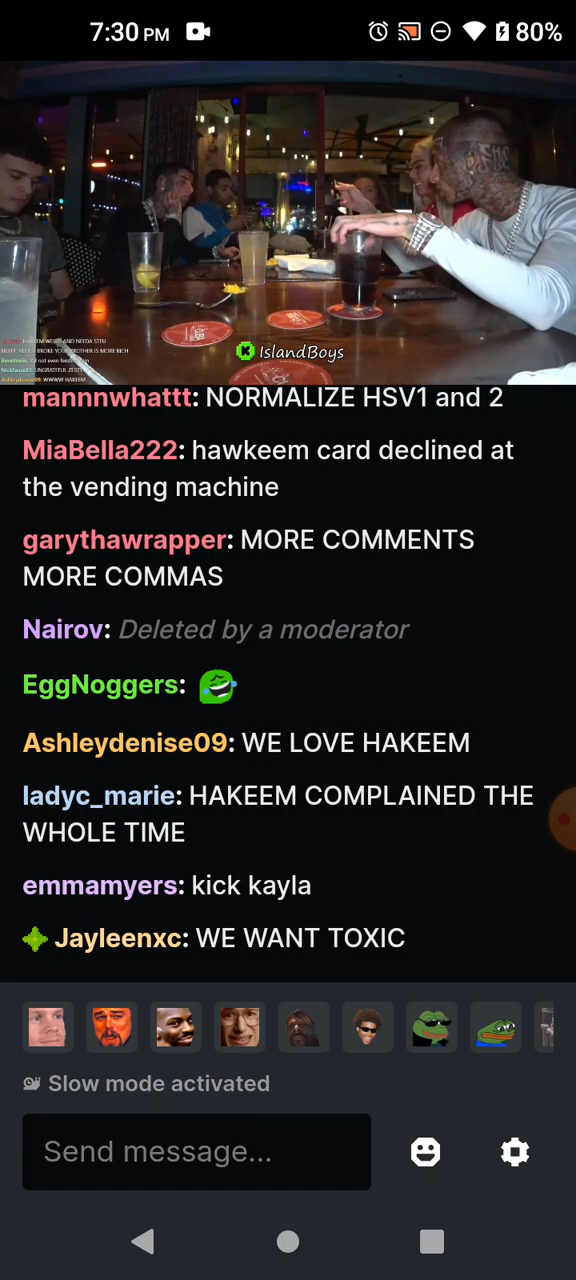 7:30 PM
80%
IslandBoys
mannnwhattt: NORMALIZE HSV1 and 2
MiaBella222: hawkeem card declined at
the vending machine
garythawrapper: MORE COMMENTS
MORE COMMAS
Nairov: Deleted by a moderator
EggNoggers:
Ashleydenise09: WE LOVE HAKEEM
ladyc_marie: HAKEEM COMPLAINED THE
WHOLE TIME
emmamyers: kick kayla
Jayleenxc: WE WANT TOXIC
Slow mode activated
Send message...